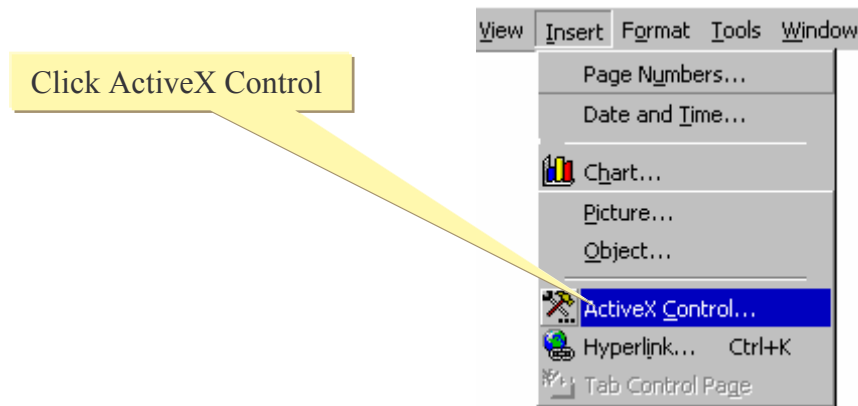 View Insert Format Tools Window
Click ActiveX Control
Page Numbers...
Date and Time...
Chart...
Picture...
Object...
ActiveX Control...
Hyperlink... Ctrl+K
Tab Control Page